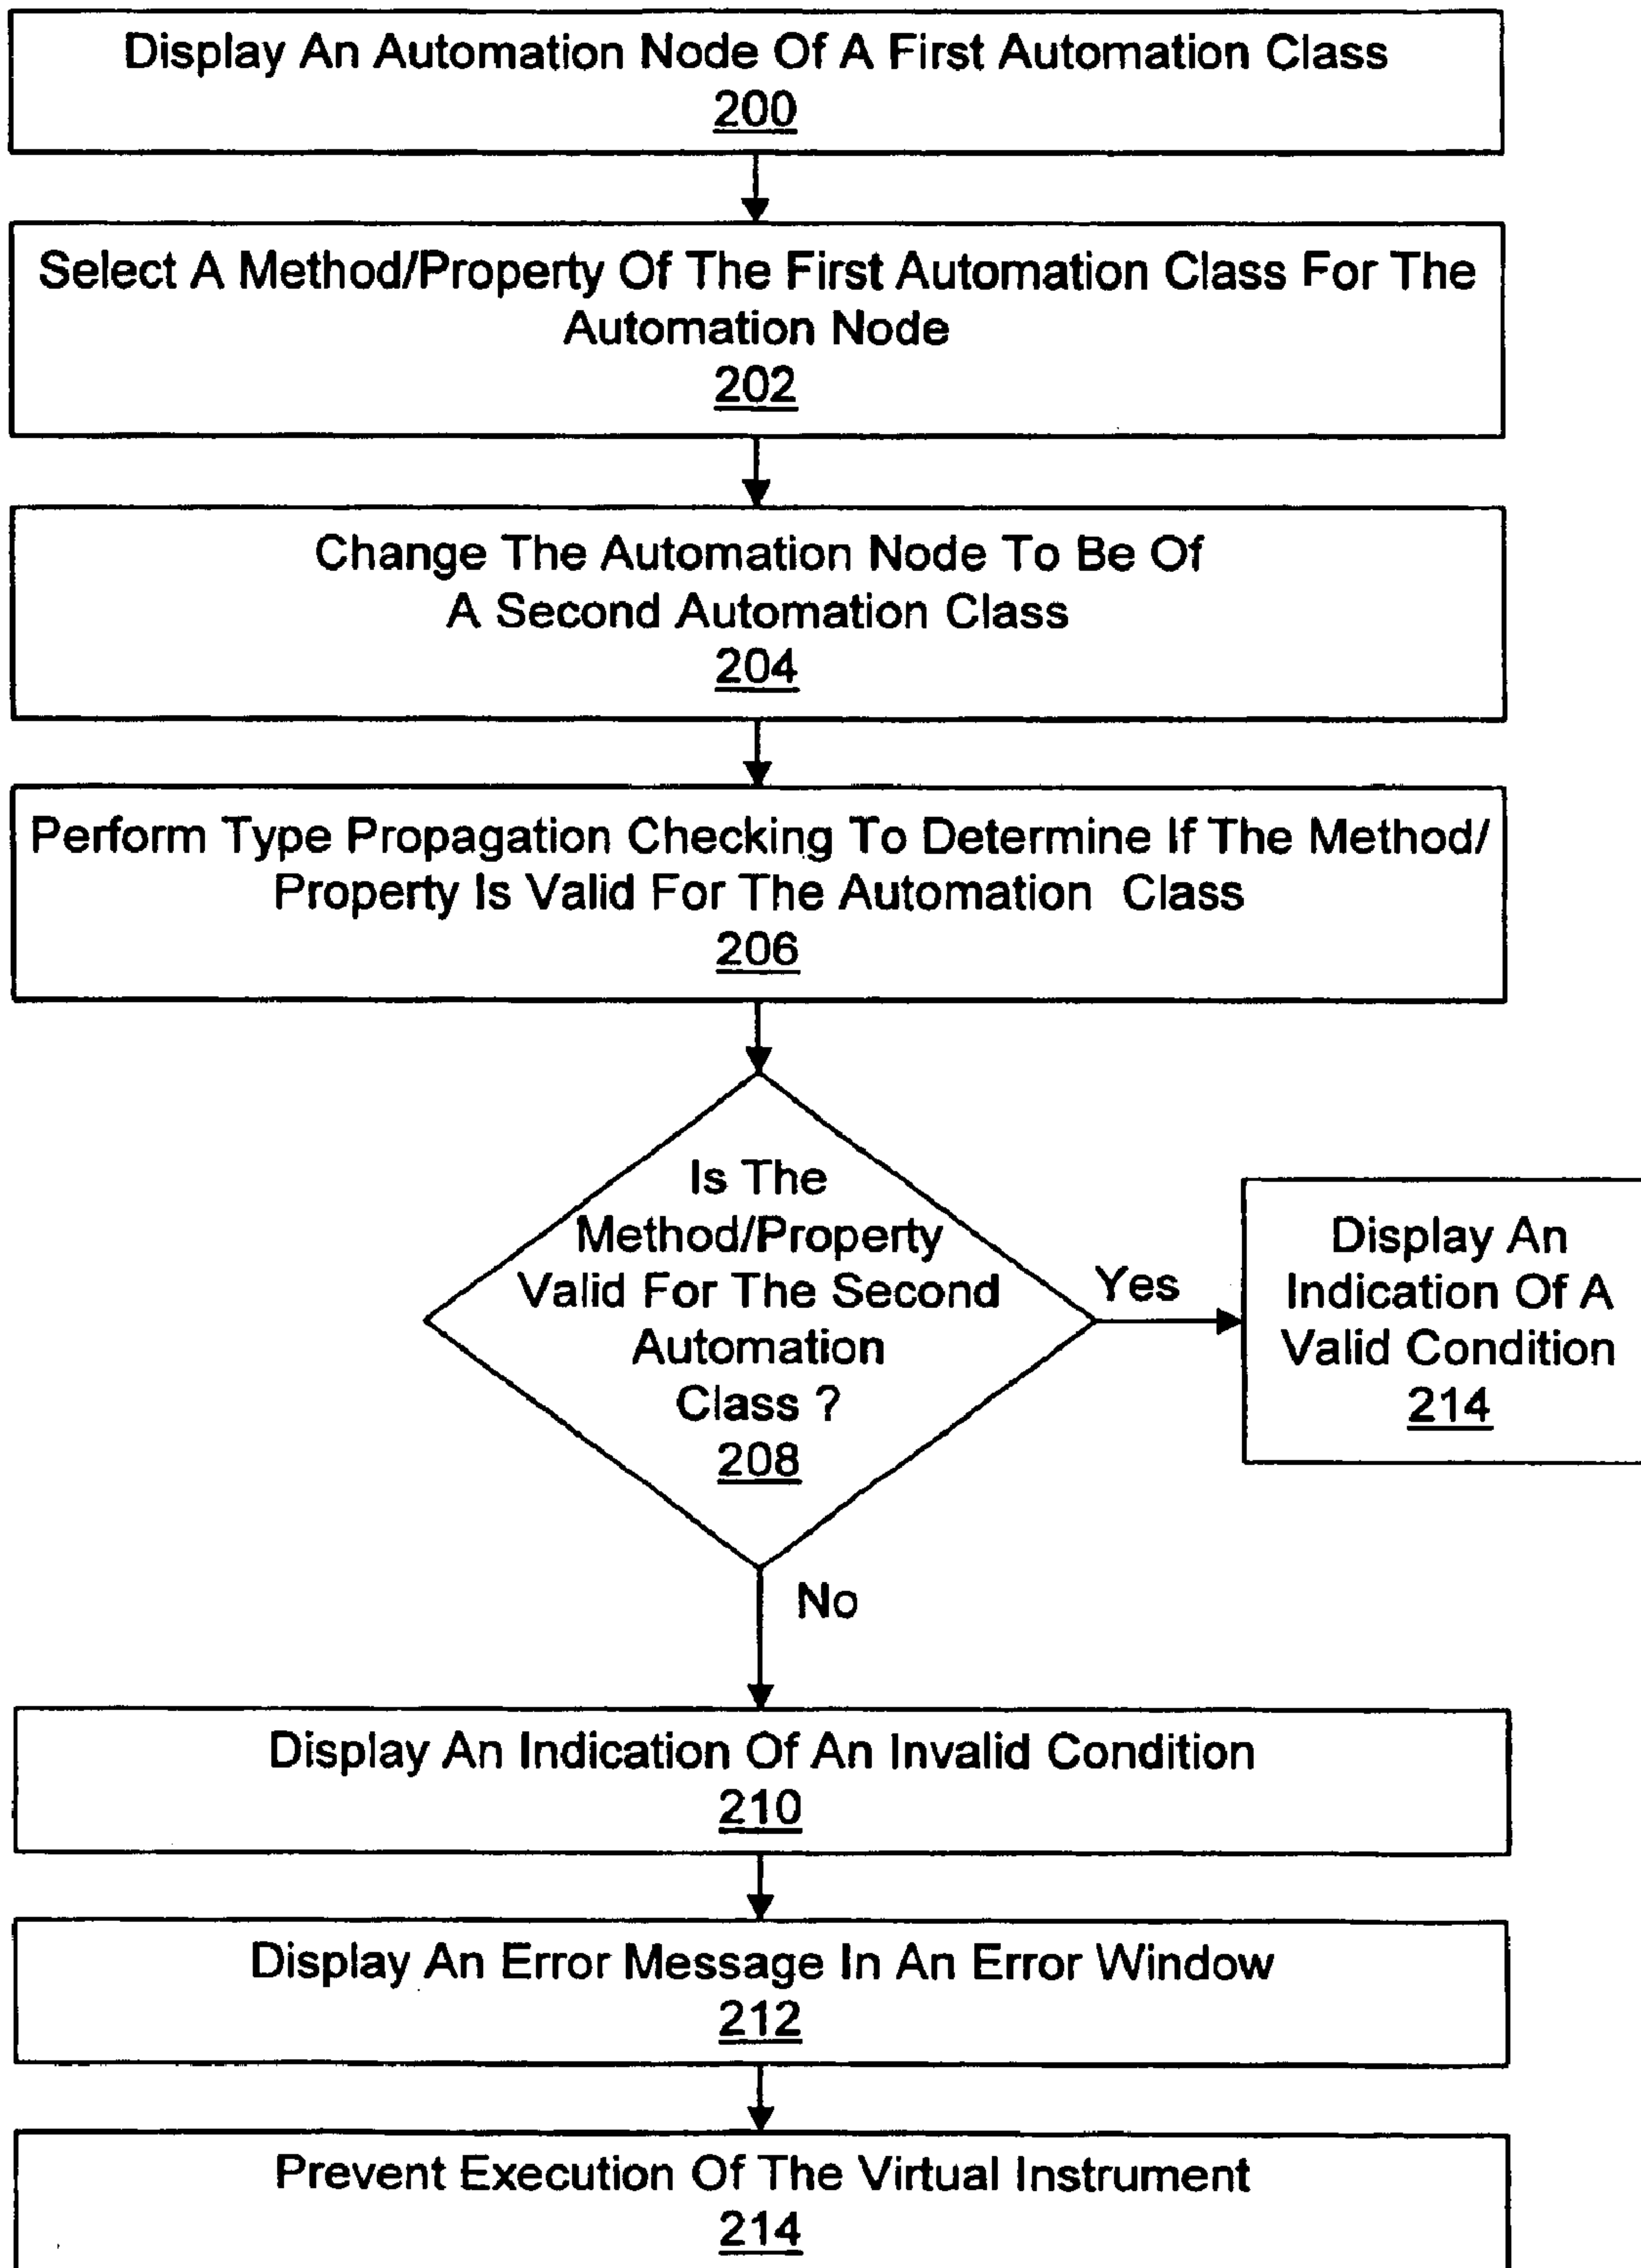 Display An Automation Node Of A First Automation Class
200
Select A Method/Property Of The First Automation Class For The
Automation Node
202
Change The Automation Node To Be Of
A Second Automation Class
204
Perform Type Propagation Checking To Determine If The Method/
Property Is Valid For The Automation Class
206
Is The
Method/Property
Valid For The Second
Automation
Class ?
208
Yes
Display An
Indication Of A
Valid Condition
214
No
Display An Indication Of An Invalid Condition
210
Display An Error Message In An Error Window
212
Prevent Execution Of The Virtual Instrument
214